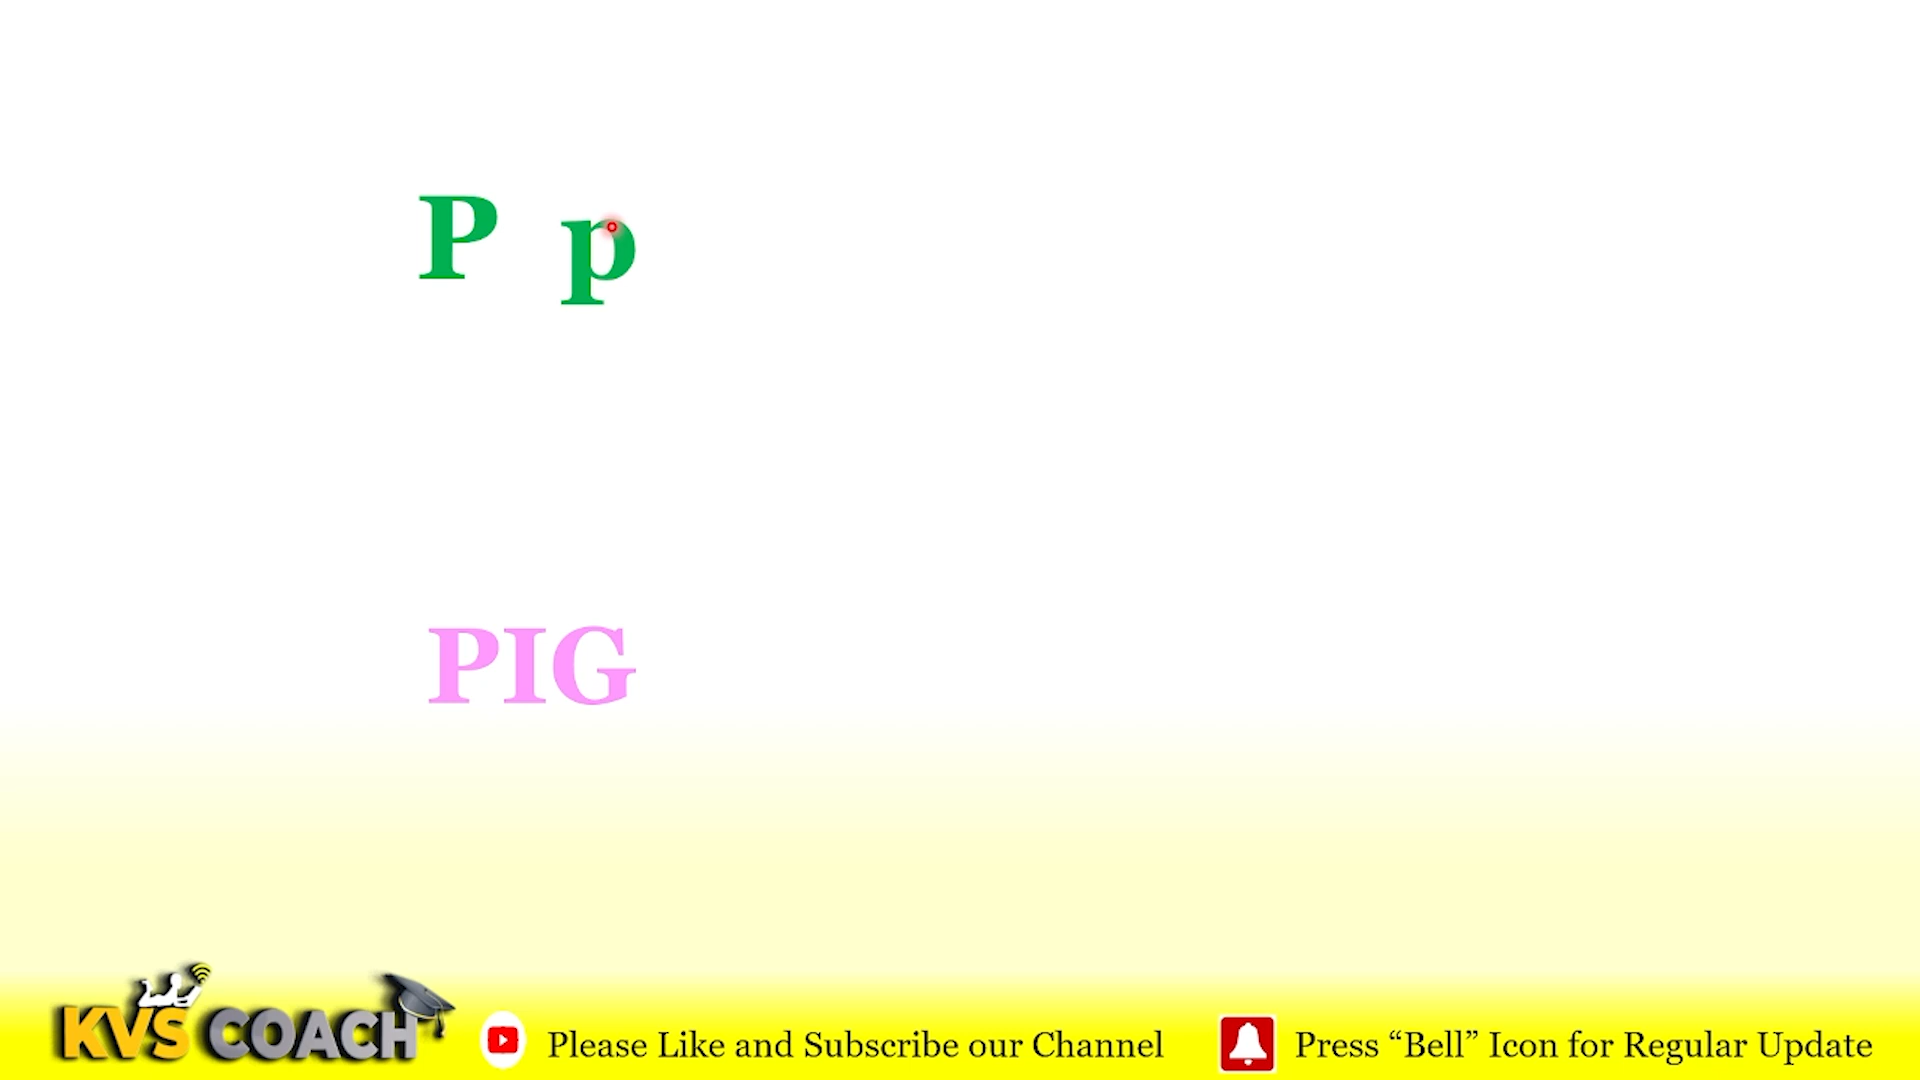 P p
PIG
KVS COACH
Please Like and Subscribe our Channel
Press “Bell” Icon for Regular Update